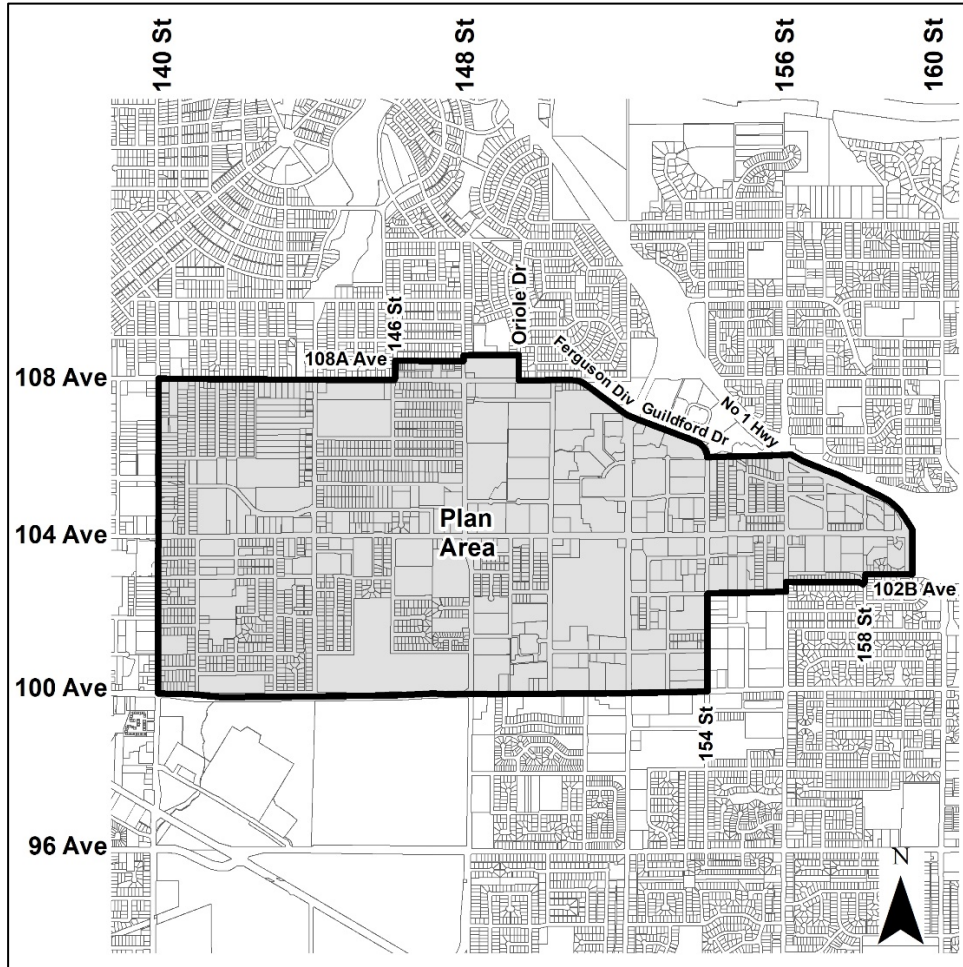 140 St
148 St
156 St
160 St
Oriole Dr
146 St
108A Ave
108 Ave
Ferguson Div
Guildford Dr
No 1 Hwy
104 Ave
Plan
Area
102B Ave
158 St
100 Ave
154 St
96 Ave
N